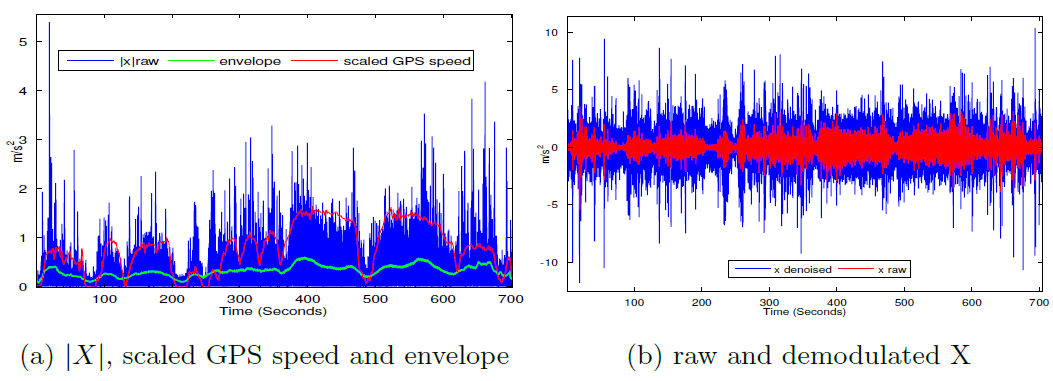 |x|raw envelope scaled GPS speed
5
4
3
2
1
0
m/s²
100 200 300 400 500 600 700
Time (Seconds)
(a) |X|, scaled GPS speed and envelope
10
5
0
-5
-10
m/s²
x denoised x raw
100 200 300 400 500 600 700
Time (Seconds)
(b) raw and demodulated X